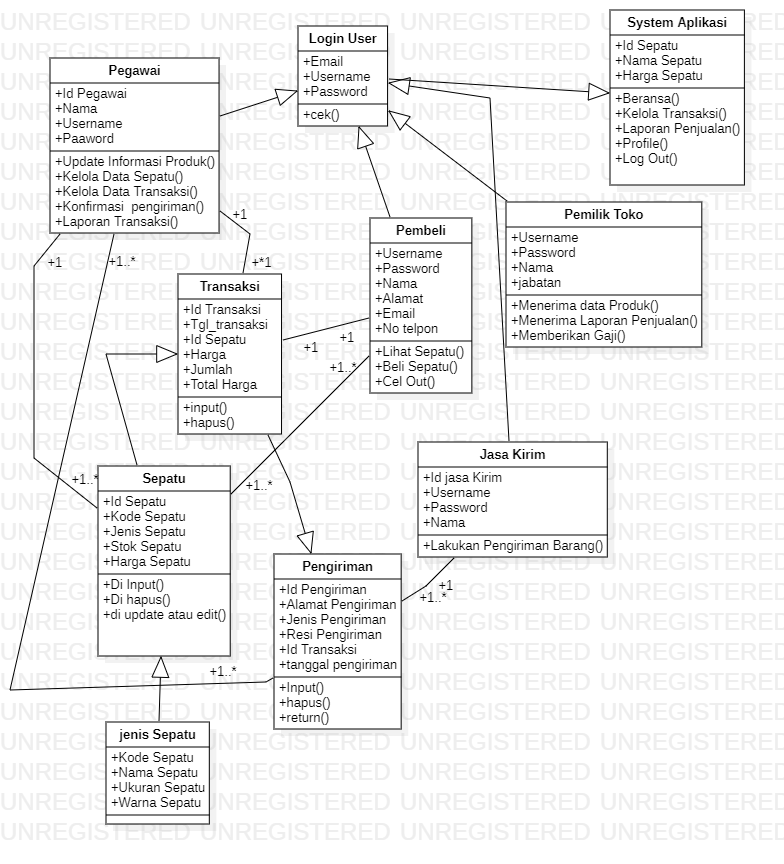 Login User
+Email
+Username
+Password
+cek()
System Aplikasi
+Id Sepatu
+Nama Sepatu
+Harga Sepatu
+Beransa()
+Kelola Transaksi()
+Laporan Penjualan()
+Profile()
+Log Out()
Pegawai
+Id Pegawai
+Nama
+Username
+Paaword
+Update Informasi Produk()
+Kelola Data Sepatu()
+Kelola Data Transaksi()
+Konfirmasi  pengiriman()
+Laporan Transaksi()
Pemilik Toko
+Username
+Password
+Nama
+jabatan
+Menerima data Produk()
+Menerima Laporan Penjualan()
+Memberikan Gaji()
Pembeli
+Username
+Password
+Nama
+Alamat
+Email
+No telpon
+Lihat Sepatu()
+Beli Sepatu()
+Cel Out()
+1
+1
+1..*
+*1
Transaksi
+Id Transaksi
+Tgl_transaksi
+Id Sepatu
+Harga
+Jumlah
+Total Harga
+input()
+hapus()
+1
+1
+1..*
+1..*
+1..*
Sepatu
+Id Sepatu
+Kode Sepatu
+Jenis Sepatu
+Stok Sepatu
+Harga Sepatu
+Di Input()
+Di hapus()
+di update atau edit()
Jasa Kirim
+Id jasa Kirim
+Username
+Password
+Nama
+Lakukan Pengiriman Barang()
+1
+1..*
Pengiriman
+Id Pengiriman
+Alamat Pengiriman
+Jenis Pengiriman
+Resi Pengiriman
+Id Transaksi
+tanggal pengiriman
+Input()
+hapus()
+return()
+1..*
jenis Sepatu
+Kode Sepatu
+Nama Sepatu
+Ukuran Sepatu
+Warna Sepatu
UNREGISTERED